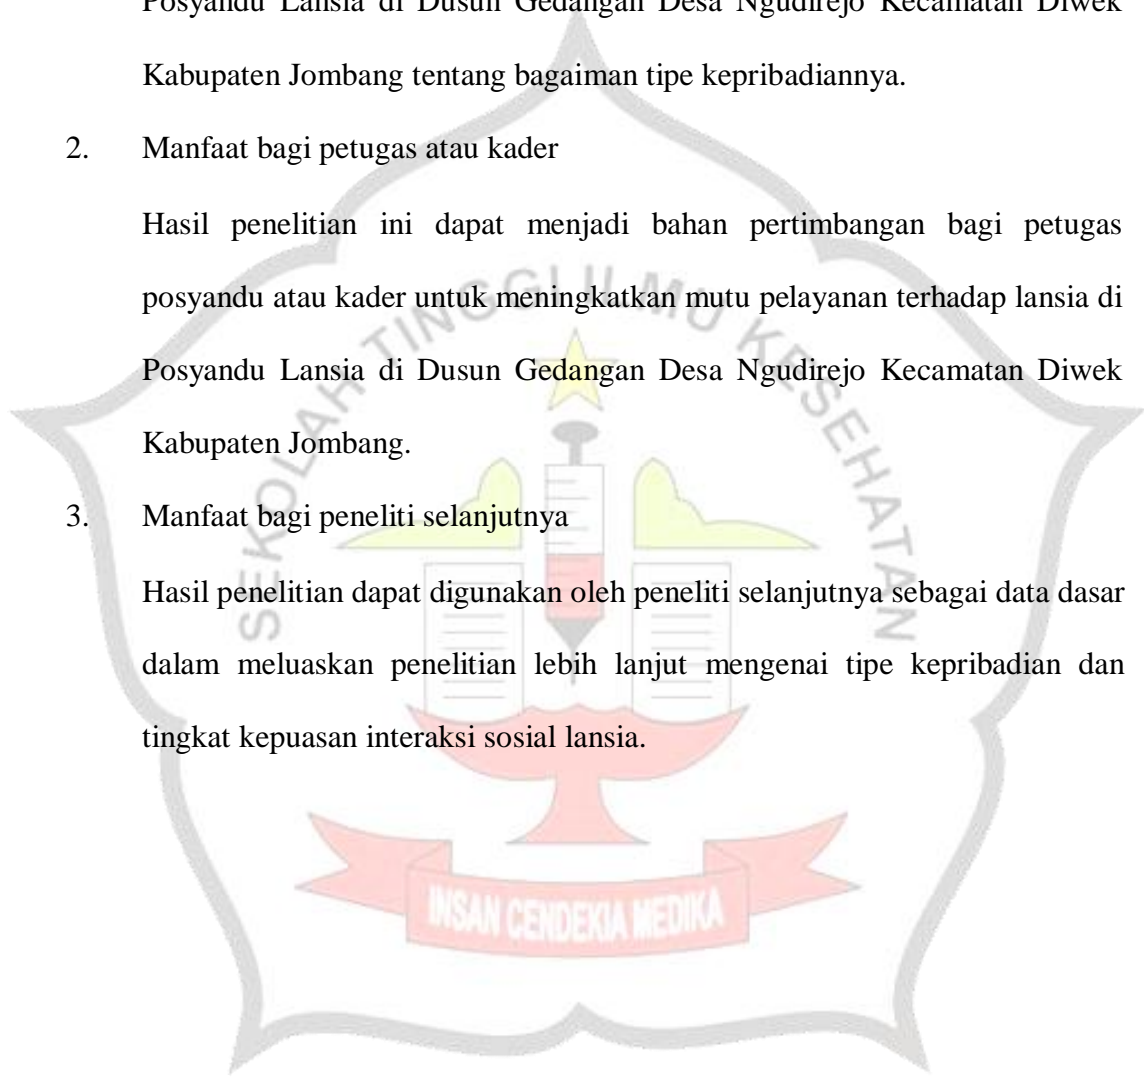 Posyandu Lansia di Dusun Gedangan Desa Ngudirejo Kecamatan Diwek
Kabupaten Jombang tentang bagaiman tipe kepribadiannya.
2. Manfaat bagi petugas atau kader
Hasil penelitian ini dapat menjadi bahan pertimbangan bagi petugas
posyandu atau kader untuk meningkatkan mutu pelayanan terhadap lansia di
Posyandu Lansia di Dusun Gedangan Desa Ngudirejo Kecamatan Diwek
Kabupaten Jombang.
3. Manfaat bagi peneliti selanjutnya
Hasil penelitian dapat digunakan oleh peneliti selanjutnya sebagai data dasar
dalam meluaskan penelitian lebih lanjut mengenai tipe kepribadian dan
tingkat kepuasan interaksi sosial lansia.
SEKOLAH TINGGI ILMU KESEHATAN
INSAN CENDEKIA MEDIKA